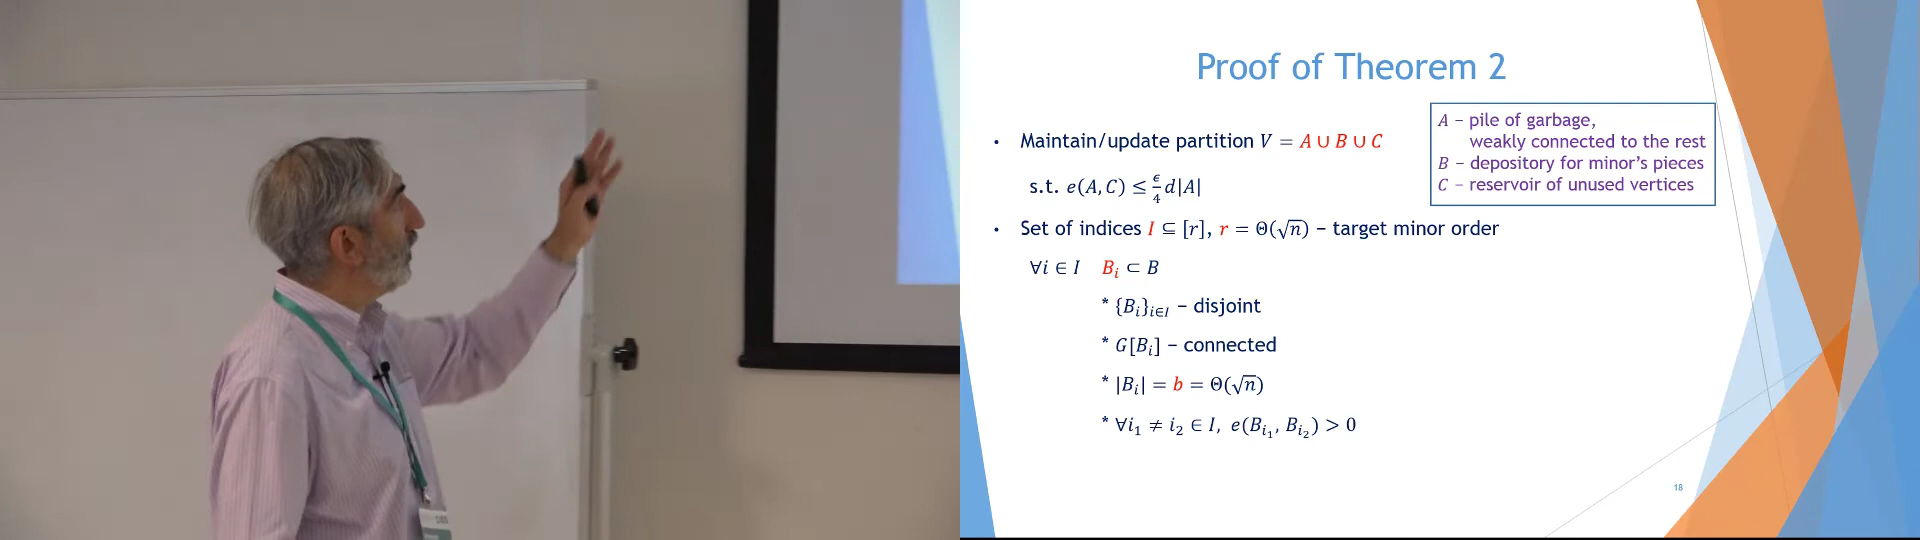 Proof of Theorem 2
• Maintain/update partition V = A ∪ B ∪ C
s.t. e(A, C) ≤ ϵ/4 d|A|
A – pile of garbage,
weakly connected to the rest
B – depository for minor's pieces
C – reservoir of unused vertices
• Set of indices I ⊆ [r], r = Θ(√n) – target minor order
∀i ∈ I B_i ⊂ B
* {B_i}_{i∈I} – disjoint
* G[B_i] – connected
* |B_i| = b = Θ(√n)
* ∀i_1 ≠ i_2 ∈ I, e(B_{i_1}, B_{i_2}) > 0
18